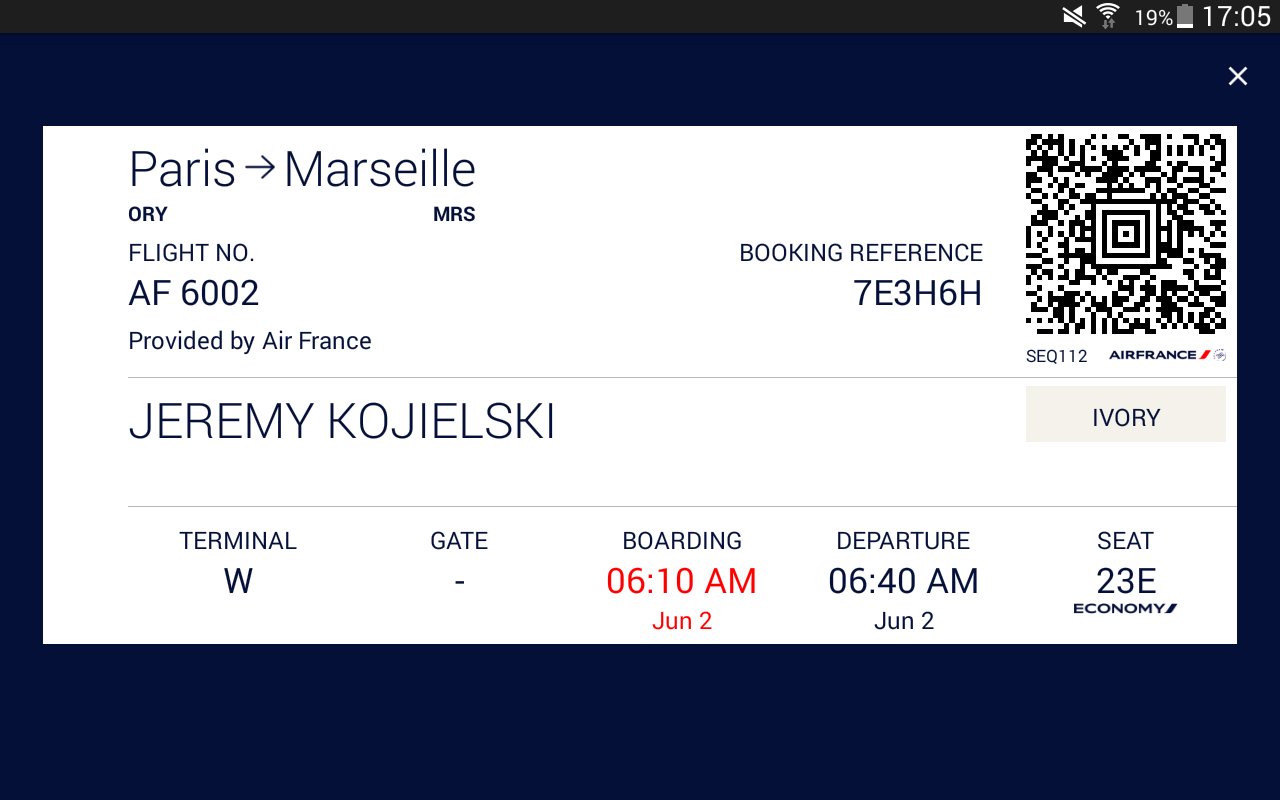 19% 17:05
Paris → Marseille
ORY MRS
FLIGHT NO. BOOKING REFERENCE
AF 6002 7E3H6H
Provided by Air France
SEQ112 AIRFRANCE
JEREMY KOJIELSKI
IVORY
TERMINAL GATE BOARDING DEPARTURE SEAT
W - 06:10 AM 06:40 AM 23E
ECONOMY
Jun 2 Jun 2